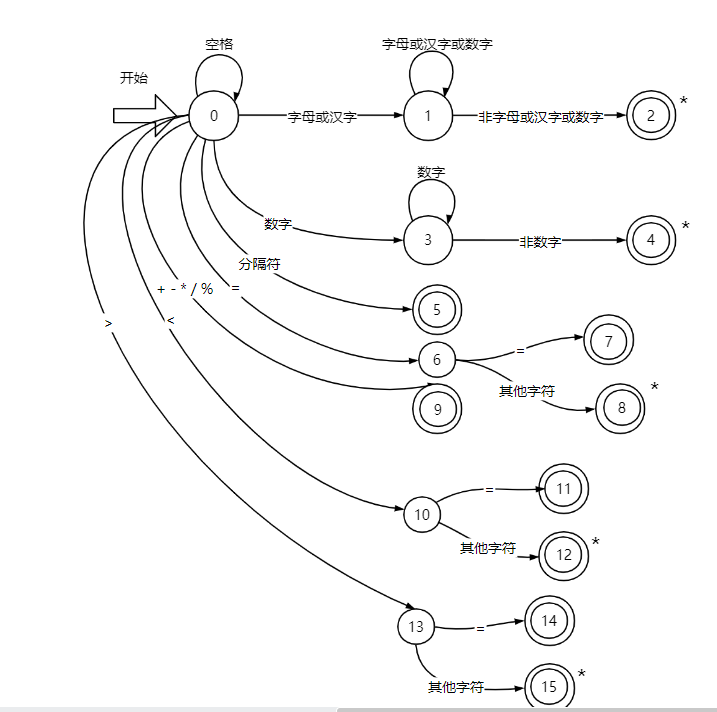 空格
字母或汉字或数字
开始
0
字母或汉字
1
非字母或汉字或数字
2
*
数字
数字
3
非数字
4
*
分隔符
+ - * / %
=
5
>
<
6
=
7
其他字符
8
*
9
10
=
11
其他字符
12
*
13
=
14
其他字符
15
*